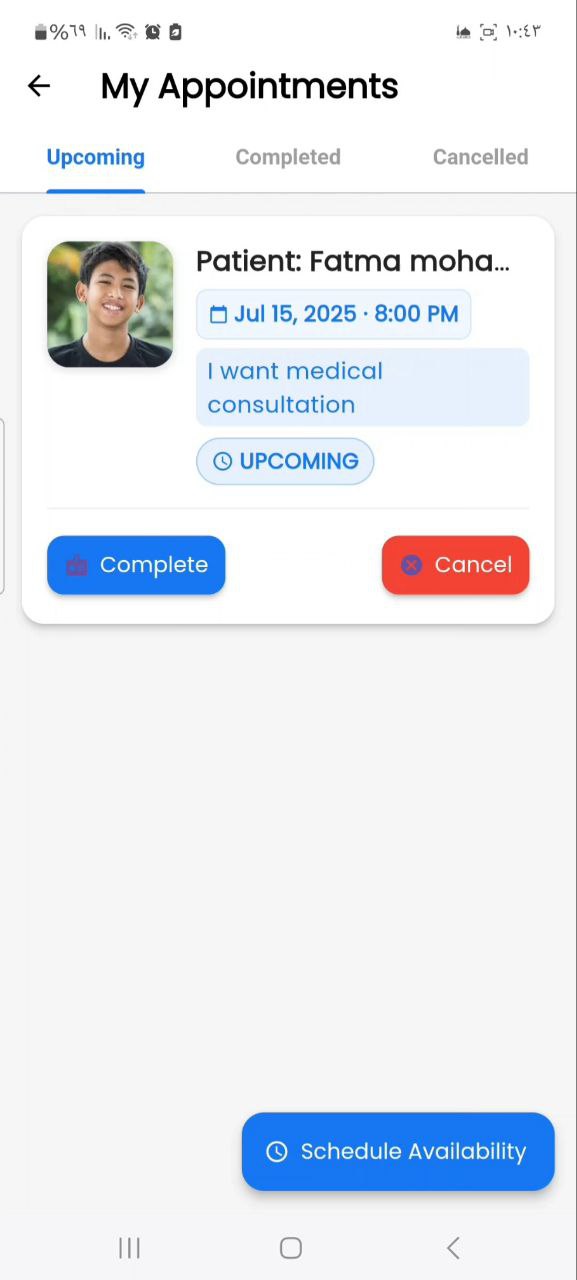 %٦٩ ١٠:٤٣
My Appointments
Upcoming Completed Cancelled
Patient: Fatma moha...
Jul 15, 2025 · 8:00 PM
I want medical
consultation
UPCOMING
Complete Cancel
Schedule Availability